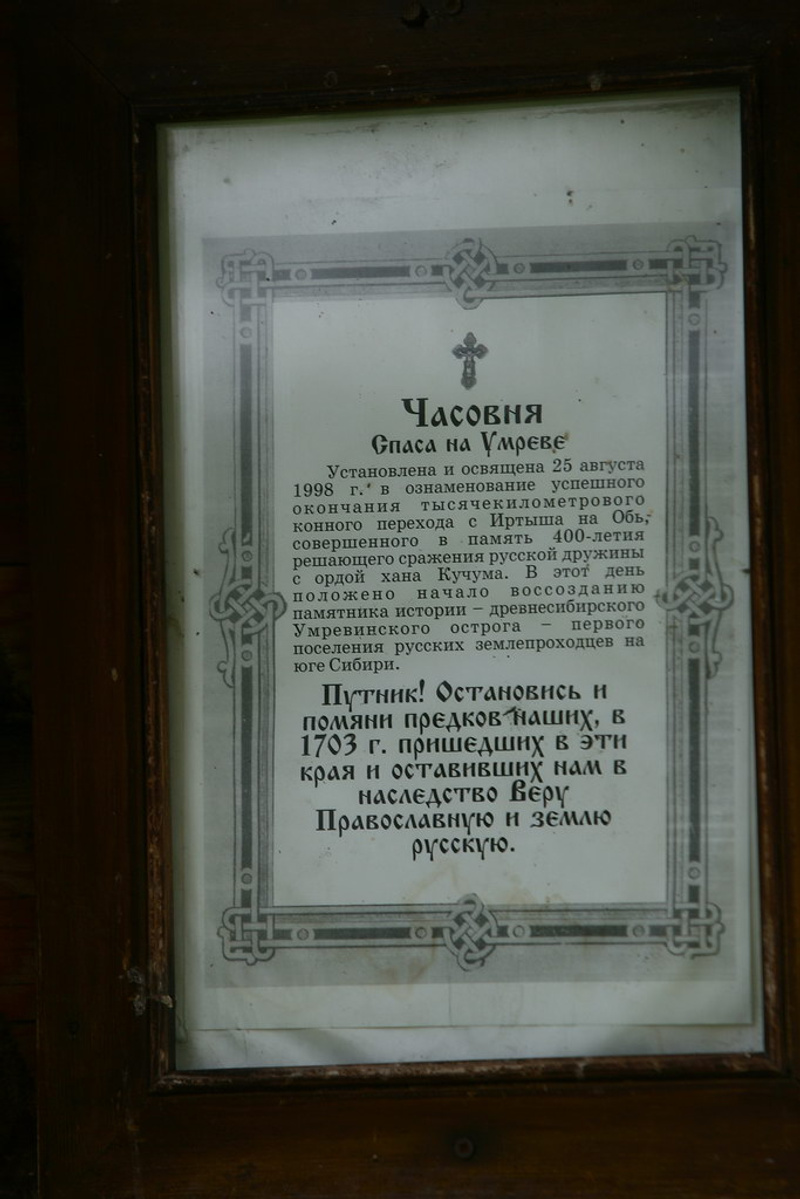 Часовня
Спаса на Умреве
Установлена и освящена 25 августа
1998 г. в ознаменование успешного
окончания тысячекилометрового
конного перехода с Иртыша на Обь,
совершенного в память 400-летия
решающего сражения русской дружины
с ордой хана Кучума. В этот день
положено начало воссозданию
памятника истории – древнесибирского
Умревинского острога – первого
поселения русских землепроходцев на
юге Сибири.
Путник! Остановись и
помяни предков наших, в
1703 г. пришедших в эти
края и оставивших нам в
наследство Веру
Православную и землю
русскую.